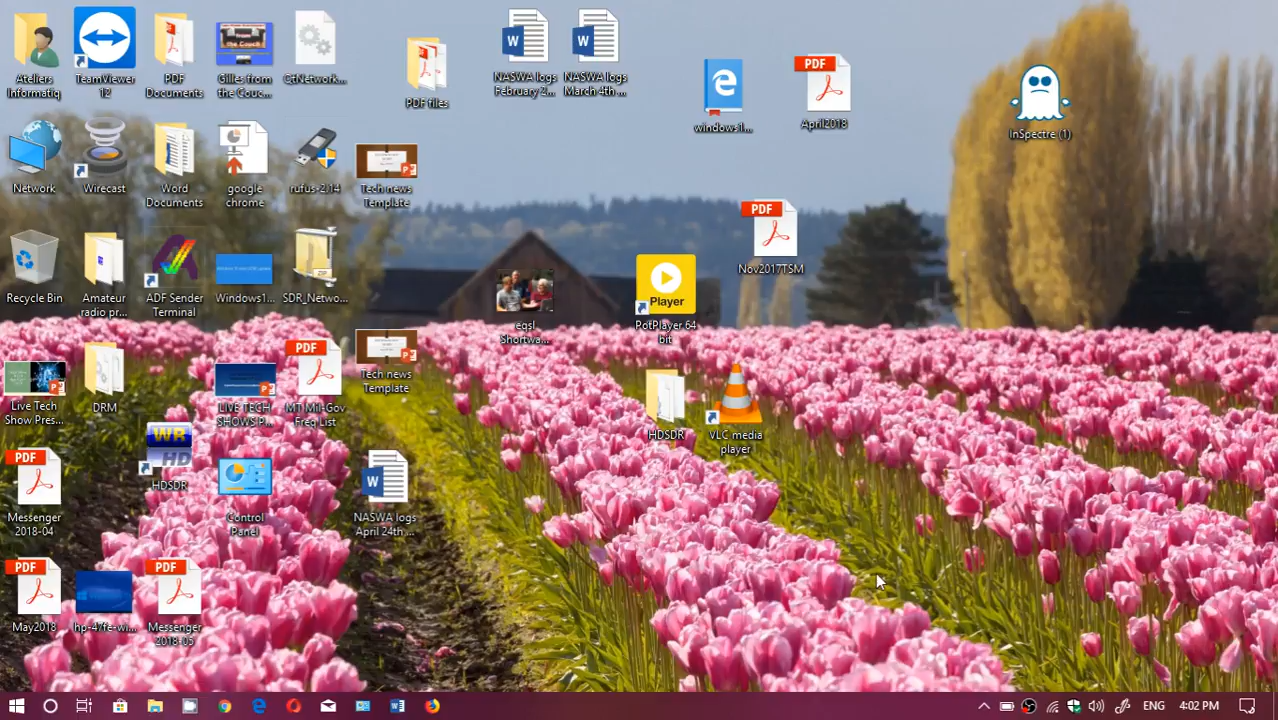 Ateliers
Informatiq
TeamViewer
12
PDF
Documents
Gilles from
the Couc...
QtNetwork...
PDF files
NASWA logs
February 2...
NASWA logs
March 4th ...
windows1...
PDF
April2018
InSpectre (1)
Network
Wirecast
Word
Documents
google
chrome
rufus-2.14
Tech news
Template
Recycle Bin
Amateur
radio pr...
ADF Sender
Terminal
Windows1...
SDR_Netwo...
eqsl
Shortwa...
Player
PotPlayer 64
bit
PDF
Nov2017TSM
Live Tech
Show Pres...
DRM
LIVE TECH
SHOWS P...
PDF
MT Mil-Gov
Freq List
Tech news
Template
HDSDR
VLC media
player
PDF
Messenger
2018-04
WR
HD
HDSDR
Control
Panel
NASWA logs
April 24th ...
PDF
May2018
hp-47fe-wi...
PDF
Messenger
2018-05
ENG
4:02 PM